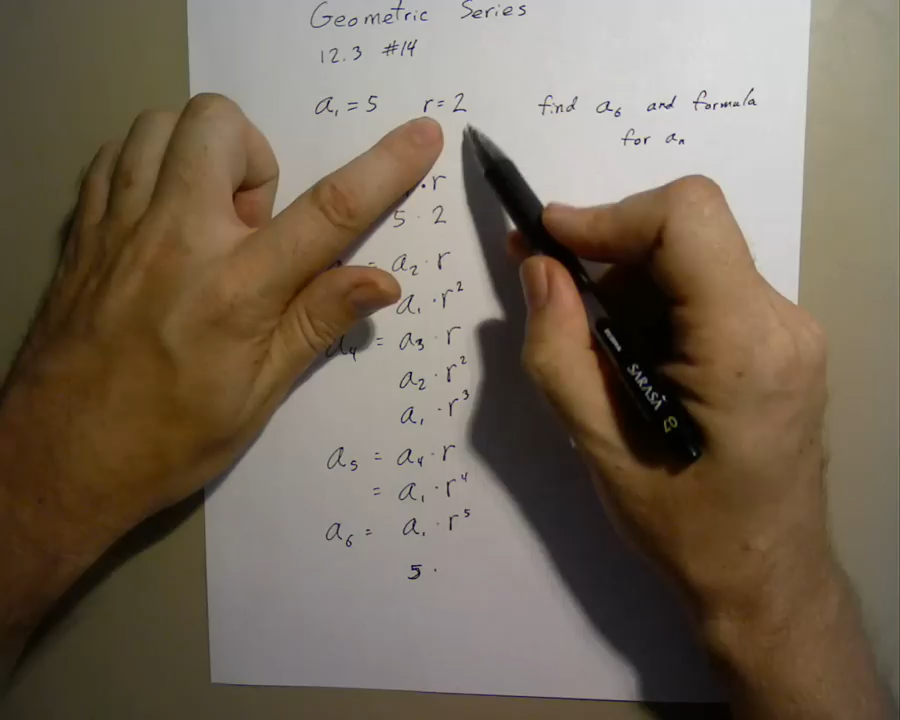 Geometric Series
12.3 #14
a₁ = 5 r = 2 find a₆ and formula
for aₙ
· r
5 · 2
= a₂ · r
a₁ · r²
a₄ = a₃ · r
a₂ · r²
a₁ · r³
a₅ = a₄ · r
= a₁ · r⁴
a₆ = a₁ · r⁵
5 ·
SARASA